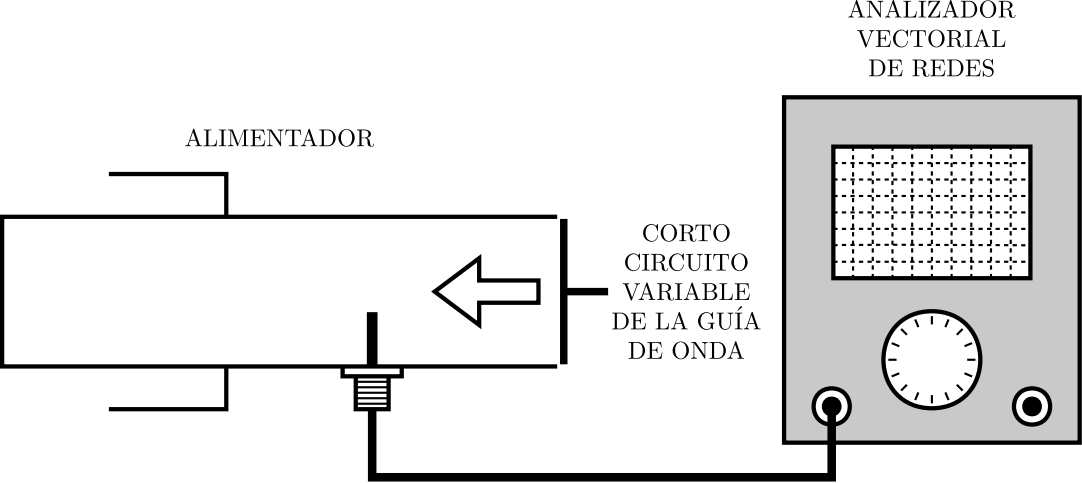 ANALIZADOR
VECTORIAL
DE REDES
ALIMENTADOR
CORTO
CIRCUITO
VARIABLE
DE LA GUÍA
DE ONDA